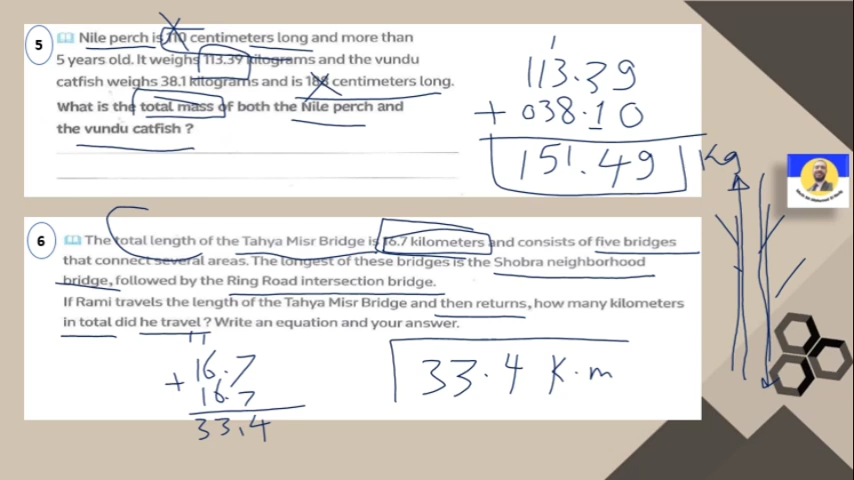 5
Nile perch is 110 centimeters long and more than
5 years old. It weighs 113.39 kilograms and the vundu
catfish weighs 38.1 kilograms and is 188 centimeters long.
What is the total mass of both the Nile perch and
the vundu catfish ?
1
113.39
+ 038.10
151.49 Kg
6
The total length of the Tahya Misr Bridge is 16.7 kilometers and consists of five bridges
that connect several areas. The longest of these bridges is the Shobra neighborhood
bridge, followed by the Ring Road intersection bridge.
If Rami travels the length of the Tahya Misr Bridge and then returns, how many kilometers
in total did he travel ? Write an equation and your answer.
11
16.7
+ 16.7
33.4
33.4 K.m